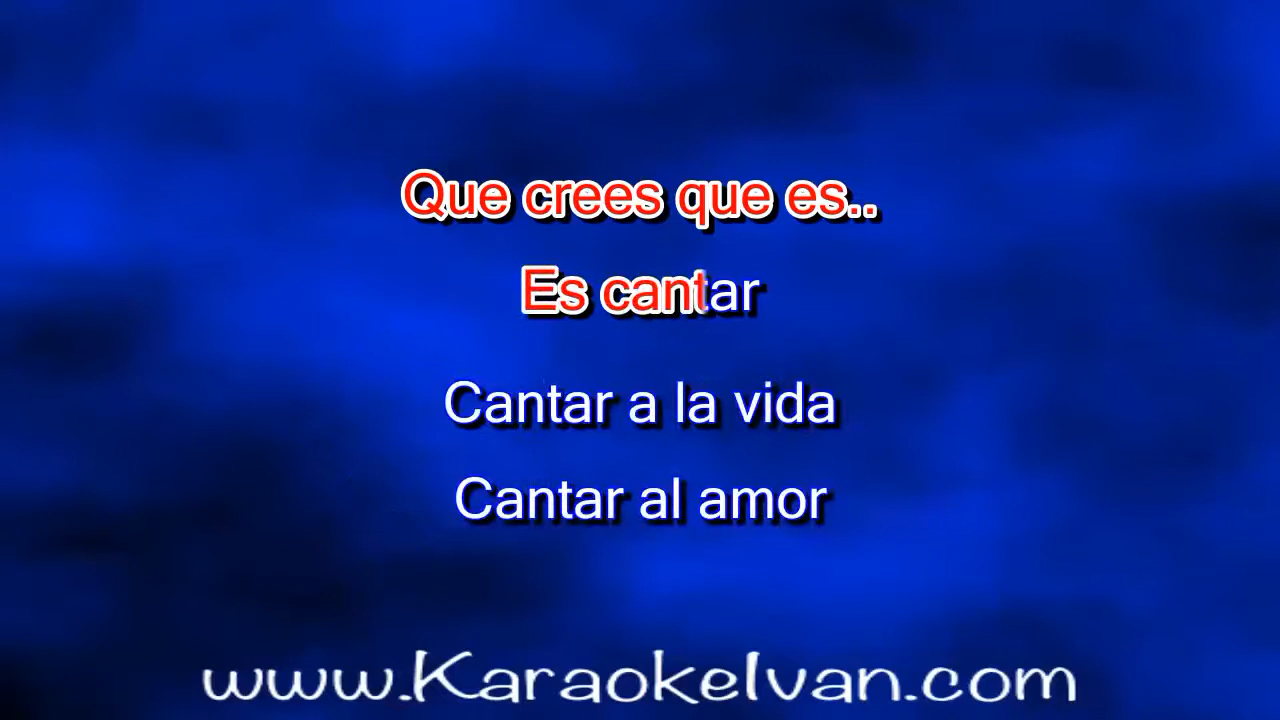 Que crees que es..
Es cantar
Cantar a la vida
Cantar al amor
www.KaraokeIvan.com